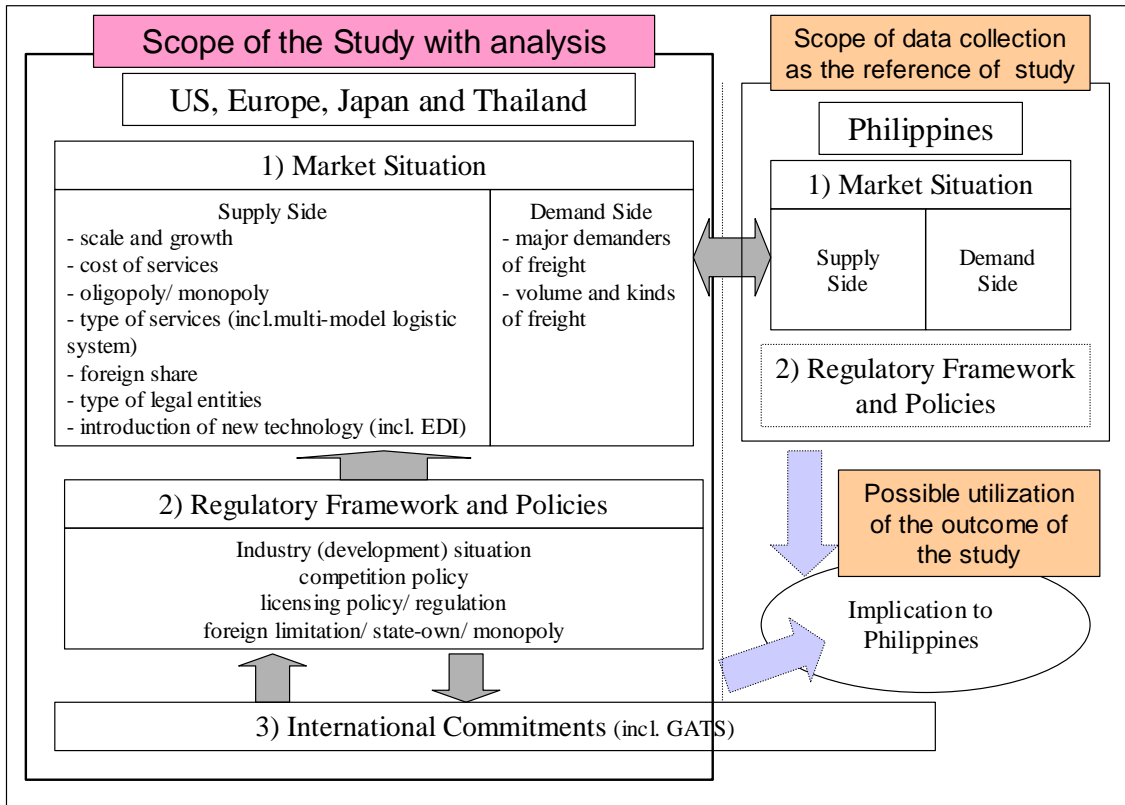 Scope of the Study with analysis
US, Europe, Japan and Thailand
1) Market Situation
Supply Side
- scale and growth
- cost of services
- oligopoly/ monopoly
- type of services (incl.multi-model logistic
system)
- foreign share
- type of legal entities
- introduction of new technology (incl. EDI)
Demand Side
- major demanders
of freight
- volume and kinds
of freight
2) Regulatory Framework and Policies
Industry (development) situation
competition policy
licensing policy/ regulation
foreign limitation/ state-own/ monopoly
3) International Commitments (incl. GATS)
Scope of data collection
as the reference of study
Philippines
1) Market Situation
Supply
Side
Demand
Side
2) Regulatory Framework
and Policies
Possible utilization
of the outcome of
the study
Implication to
Philippines